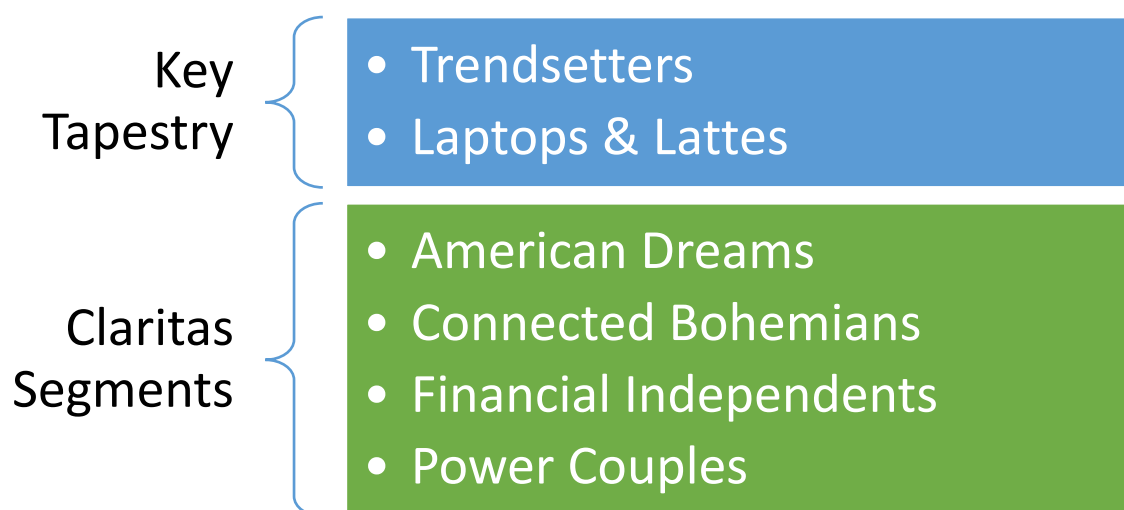 Key
Tapestry
• Trendsetters
• Laptops & Lattes
Claritas
Segments
• American Dreams
• Connected Bohemians
• Financial Independents
• Power Couples